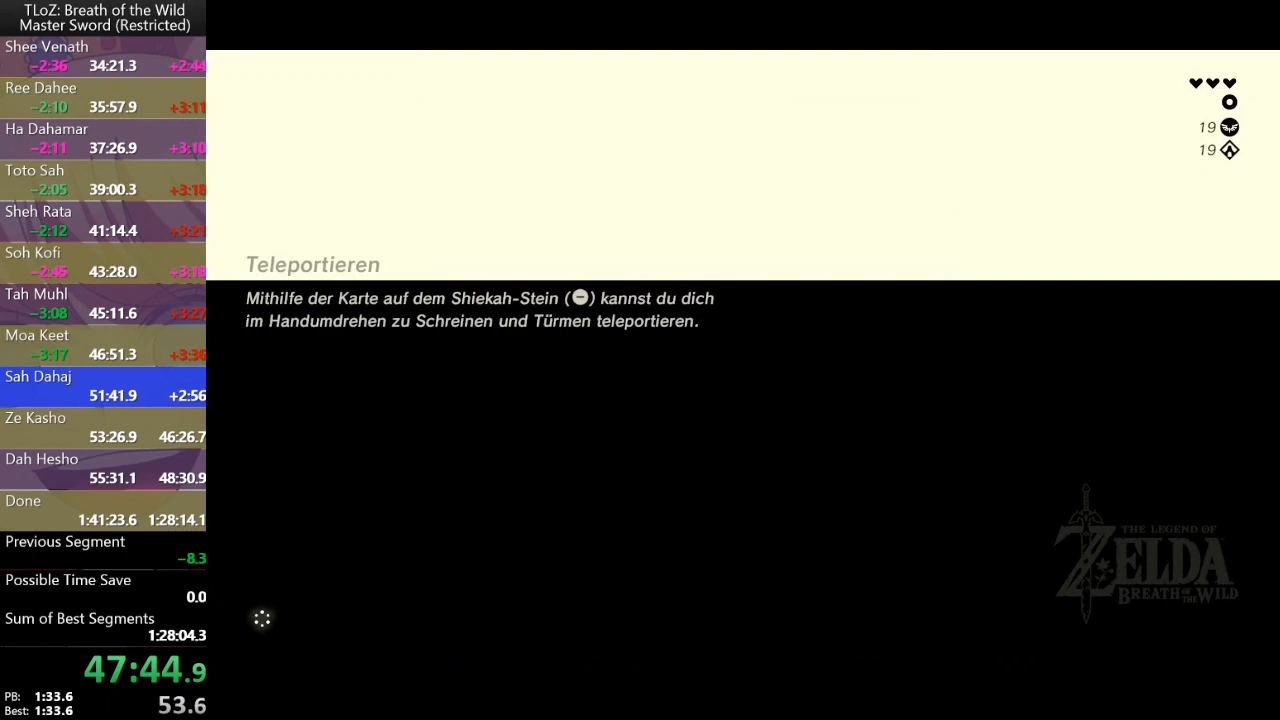 TLoZ: Breath of the Wild
Master Sword (Restricted)
Shee Venath
-2:36 34:21.3 +2:44
Ree Dahee
-2:10 35:57.9 +3:11
Ha Dahamar
-2:11 37:26.9 +3:10
Toto Sah
-2:05 39:00.3 +3:18
Sheh Rata
-2:12 41:14.4 +3:21
Soh Kofi
-2:45 43:28.0 +3:18
Tah Muhl
-3:08 45:11.6 +3:27
Moa Keet
-3:17 46:51.3 +3:36
Sah Dahaj
51:41.9 +2:56
Ze Kasho
53:26.9 46:26.7
Dah Hesho
55:31.1 48:30.9
Done
1:41:23.6 1:28:14.1
Previous Segment
-8.3
Possible Time Save
0.0
Sum of Best Segments
1:28:04.3
47:44.9
PB: 1:33.6
Best: 1:33.6
53.6
19
19
Teleportieren
Mithilfe der Karte auf dem Shiekah-Stein (−) kannst du dich
im Handumdrehen zu Schreinen und Türmen teleportieren.
THE LEGEND OF
ZELDA
BREATH OF THE WILD